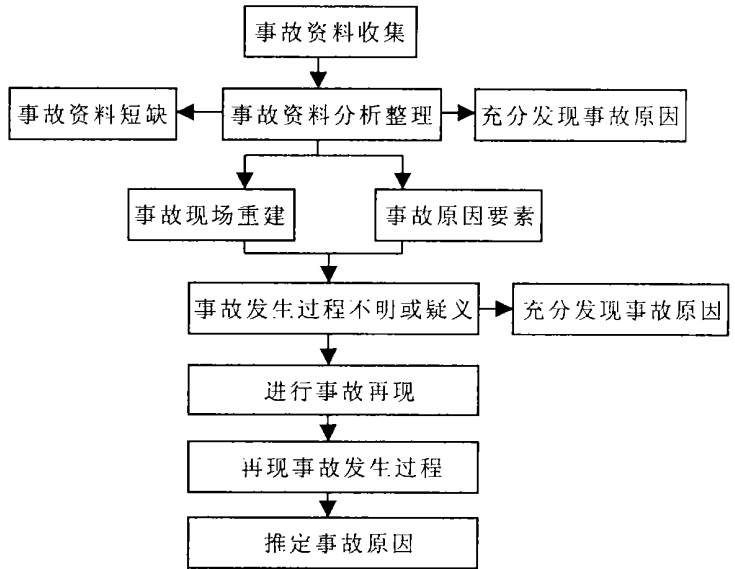 事故资料收集
事故资料短缺
事故资料分析整理
充分发现事故原因
事故现场重建
事故原因要素
事故发生过程不明或疑义
充分发现事故原因
进行事故再现
再现事故发生过程
推定事故原因